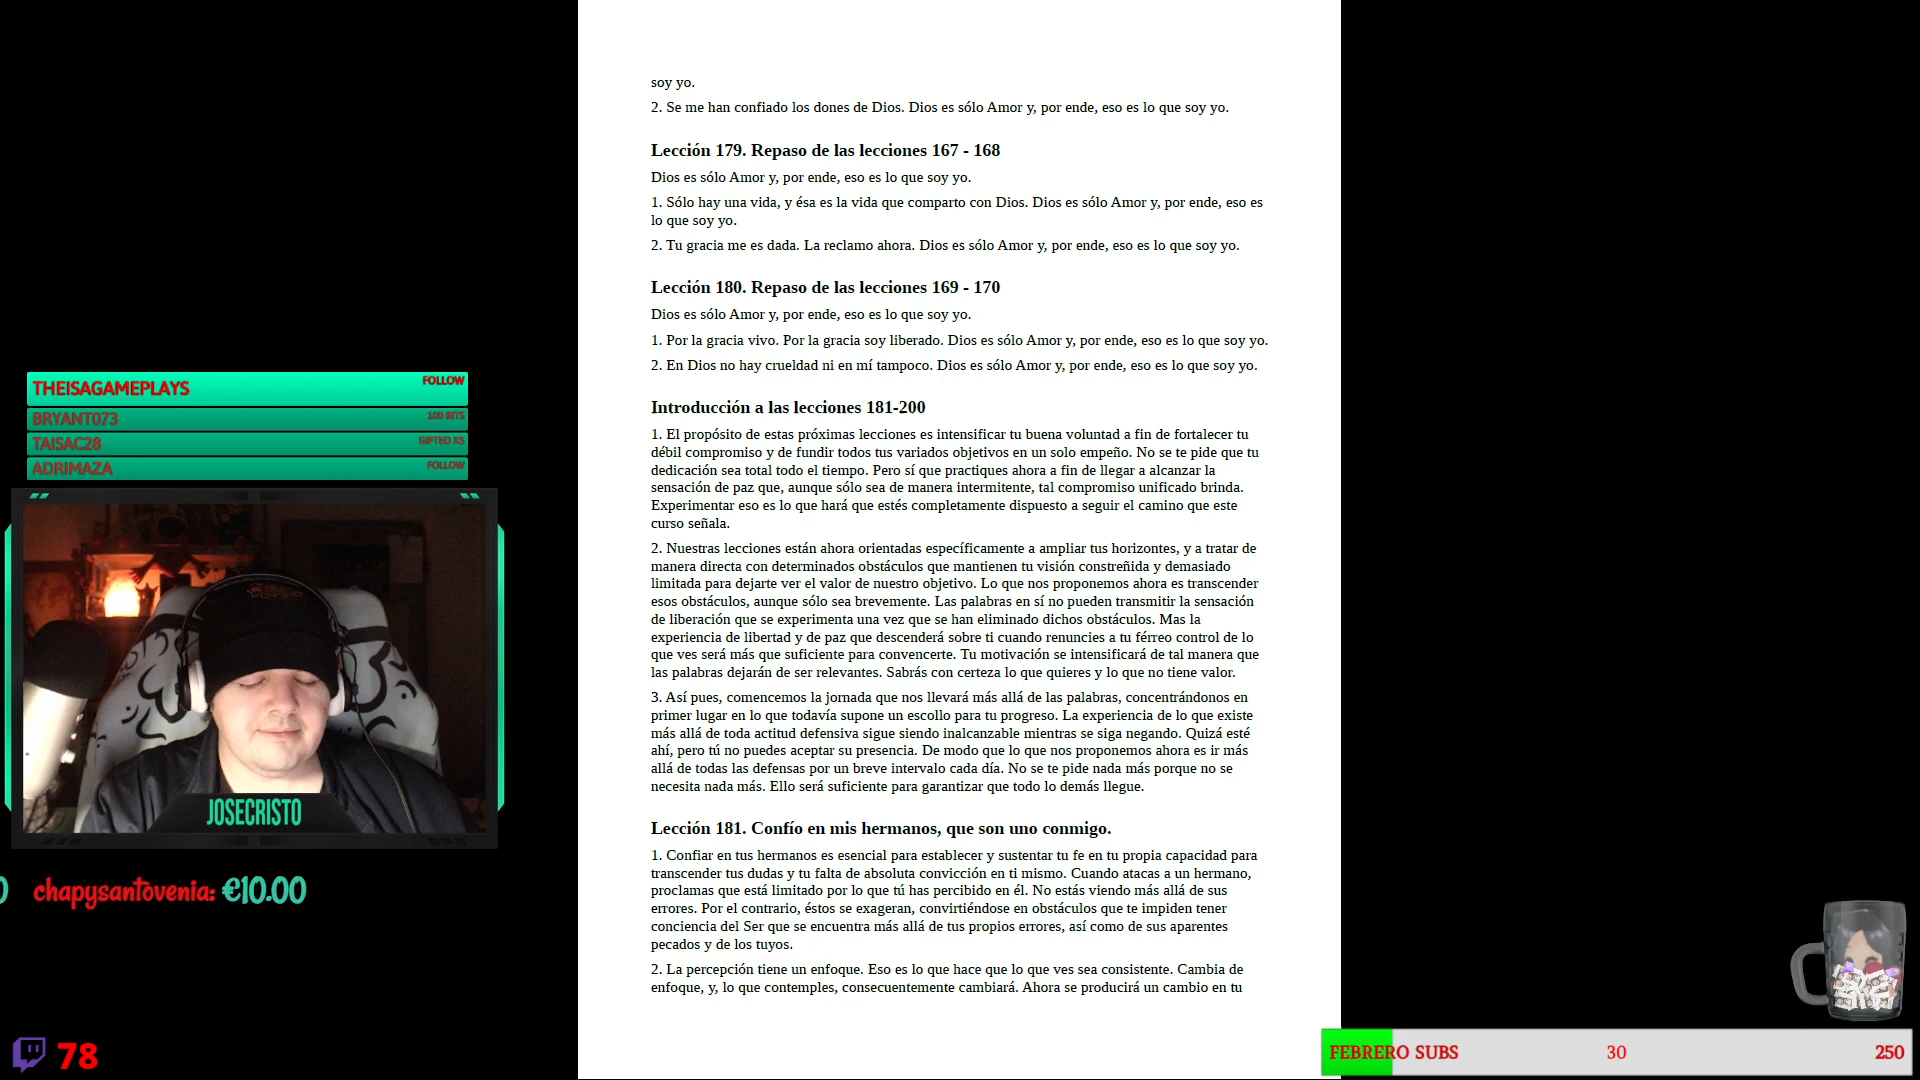 soy yo.
2. Se me han confiado los dones de Dios. Dios es sólo Amor y, por ende, eso es lo que soy yo.
Lección 179. Repaso de las lecciones 167 - 168
Dios es sólo Amor y, por ende, eso es lo que soy yo.
1. Sólo hay una vida, y ésa es la vida que comparto con Dios. Dios es sólo Amor y, por ende, eso es
lo que soy yo.
2. Tu gracia me es dada. La reclamo ahora. Dios es sólo Amor y, por ende, eso es lo que soy yo.
Lección 180. Repaso de las lecciones 169 - 170
Dios es sólo Amor y, por ende, eso es lo que soy yo.
1. Por la gracia vivo. Por la gracia soy liberado. Dios es sólo Amor y, por ende, eso es lo que soy yo.
2. En Dios no hay crueldad ni en mí tampoco. Dios es sólo Amor y, por ende, eso es lo que soy yo.
Introducción a las lecciones 181-200
1. El propósito de estas próximas lecciones es intensificar tu buena voluntad a fin de fortalecer tu
débil compromiso y de fundir todos tus variados objetivos en un solo empeño. No se te pide que tu
dedicación sea total todo el tiempo. Pero sí que practiques ahora a fin de llegar a alcanzar la
sensación de paz que, aunque sólo sea de manera intermitente, tal compromiso unificado brinda.
Experimentar eso es lo que hará que estés completamente dispuesto a seguir el camino que este
curso señala.
2. Nuestras lecciones están ahora orientadas específicamente a ampliar tus horizontes, y a tratar de
manera directa con determinados obstáculos que mantienen tu visión constreñida y demasiado
limitada para dejarte ver el valor de nuestro objetivo. Lo que nos proponemos ahora es transcender
esos obstáculos, aunque sólo sea brevemente. Las palabras en sí no pueden transmitir la sensación
de liberación que se experimenta una vez que se han eliminado dichos obstáculos. Mas la
experiencia de libertad y de paz que descenderá sobre ti cuando renuncies a tu férreo control de lo
que ves será más que suficiente para convencerte. Tu motivación se intensificará de tal manera que
las palabras dejarán de ser relevantes. Sabrás con certeza lo que quieres y lo que no tiene valor.
3. Así pues, comencemos la jornada que nos llevará más allá de las palabras, concentrándonos en
primer lugar en lo que todavía supone un escollo para tu progreso. La experiencia de lo que existe
más allá de toda actitud defensiva sigue siendo inalcanzable mientras se siga negando. Quizá esté
ahí, pero tú no puedes aceptar su presencia. De modo que lo que nos proponemos ahora es ir más
allá de todas las defensas por un breve intervalo cada día. No se te pide nada más porque no se
necesita nada más. Ello será suficiente para garantizar que todo lo demás llegue.
Lección 181. Confío en mis hermanos, que son uno conmigo.
1. Confiar en tus hermanos es esencial para establecer y sustentar tu fe en tu propia capacidad para
transcender tus dudas y tu falta de absoluta convicción en ti mismo. Cuando atacas a un hermano,
proclamas que está limitado por lo que tú has percibido en él. No estás viendo más allá de sus
errores. Por el contrario, éstos se exageran, convirtiéndose en obstáculos que te impiden tener
conciencia del Ser que se encuentra más allá de tus propios errores, así como de sus aparentes
pecados y de los tuyos.
2. La percepción tiene un enfoque. Eso es lo que hace que lo que ves sea consistente. Cambia de
enfoque, y, lo que contemples, consecuentemente cambiará. Ahora se producirá un cambio en tu
THEISAGAMEPLAYS FOLLOW
BRYANT073 100 BITS
TAISAC28 GIFTED X5
ADRIMAZA FOLLOW
JOSECRISTO
0 chapysantovenia: €10.00
78
FEBRERO SUBS 30 250